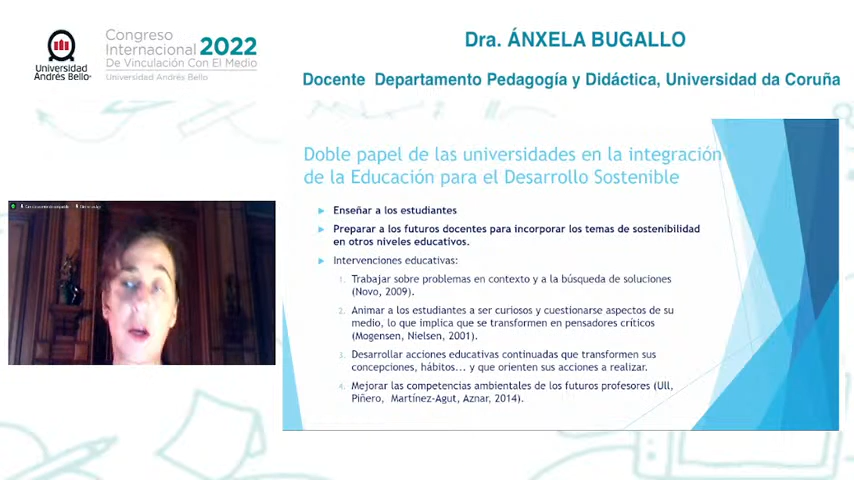 Universidad
Andrés Bello
Congreso
Internacional 2022
De Vinculación Con El Medio
Universidad Andrés Bello
Dra. ÁNXELA BUGALLO
Docente Departamento Pedagogía y Didáctica, Universidad da Coruña
Doble papel de las universidades en la integración
de la Educación para el Desarrollo Sostenible
Enseñar a los estudiantes
Preparar a los futuros docentes para incorporar los temas de sostenibilidad
en otros niveles educativos.
Intervenciones educativas:
1. Trabajar sobre problemas en contexto y a la búsqueda de soluciones
(Novo, 2009).
2. Animar a los estudiantes a ser curiosos y cuestionarse aspectos de su
medio, lo que implica que se transformen en pensadores críticos
(Mogensen, Nielsen, 2001).
3. Desarrollar acciones educativas continuadas que transformen sus
concepciones, hábitos... y que orienten sus acciones a realizar.
4. Mejorar las competencias ambientales de los futuros profesores (Ull,
Piñero, Martínez-Agut, Aznar, 2014).